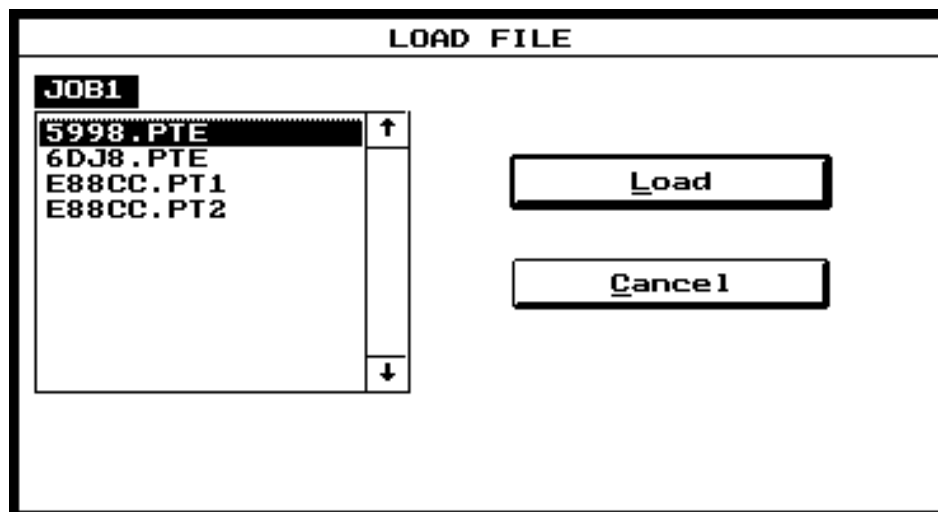 LOAD FILE
JOB1
5998.PTE
6DJ8.PTE
E88CC.PT1
E88CC.PT2
Load
Cancel